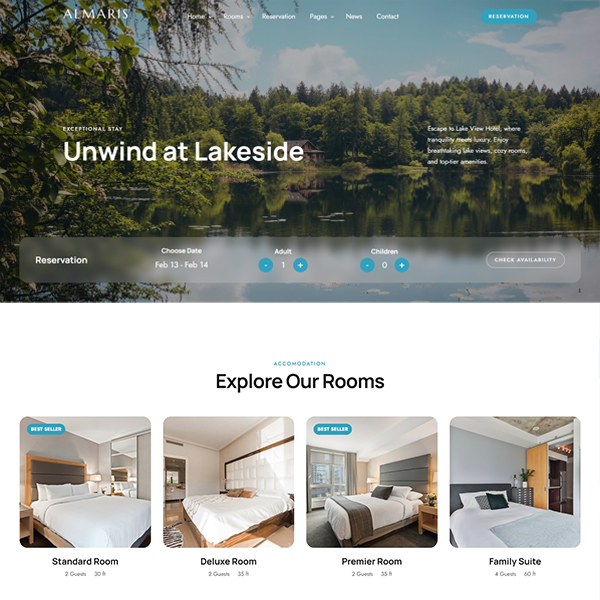 ALMARIS
Home Rooms Reservation Pages News Contact
RESERVATION
EXCEPTIONAL STAY
Unwind at Lakeside
Escape to Lake View Hotel, where
tranquility meets luxury. Enjoy
breathtaking lake views, cozy rooms,
and top-tier amenities.
Reservation
Choose Date
Feb 13 - Feb 14
Adult
- 1 +
Children
- 0 +
CHECK AVAILABILITY
ACCOMODATION
Explore Our Rooms
BEST SELLER
BEST SELLER
Standard Room
2 Guests 30 ft
Deluxe Room
2 Guests 35 ft
Premier Room
2 Guests 35 ft
Family Suite
4 Guests 60 ft